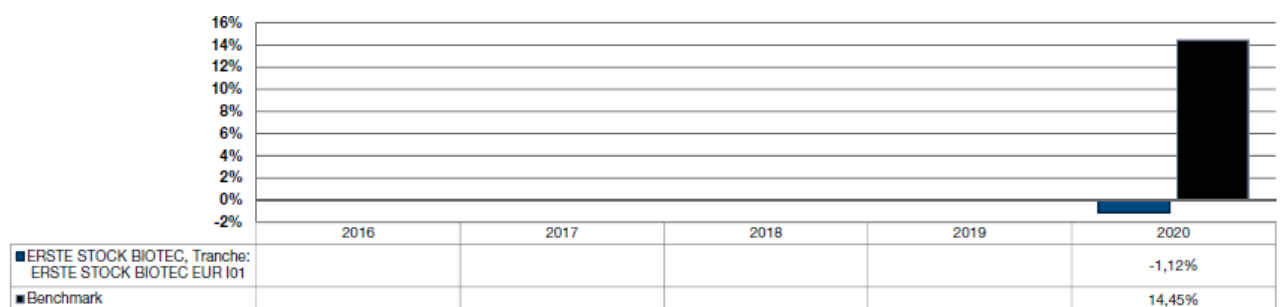 16%
14%
12%
10%
8%
6%
4%
2%
0%
-2%
2016 2017 2018 2019 2020
ERSTE STOCK BIOTEC, Tranche:
ERSTE STOCK BIOTEC EUR I01
-1,12%
Benchmark 14,45%